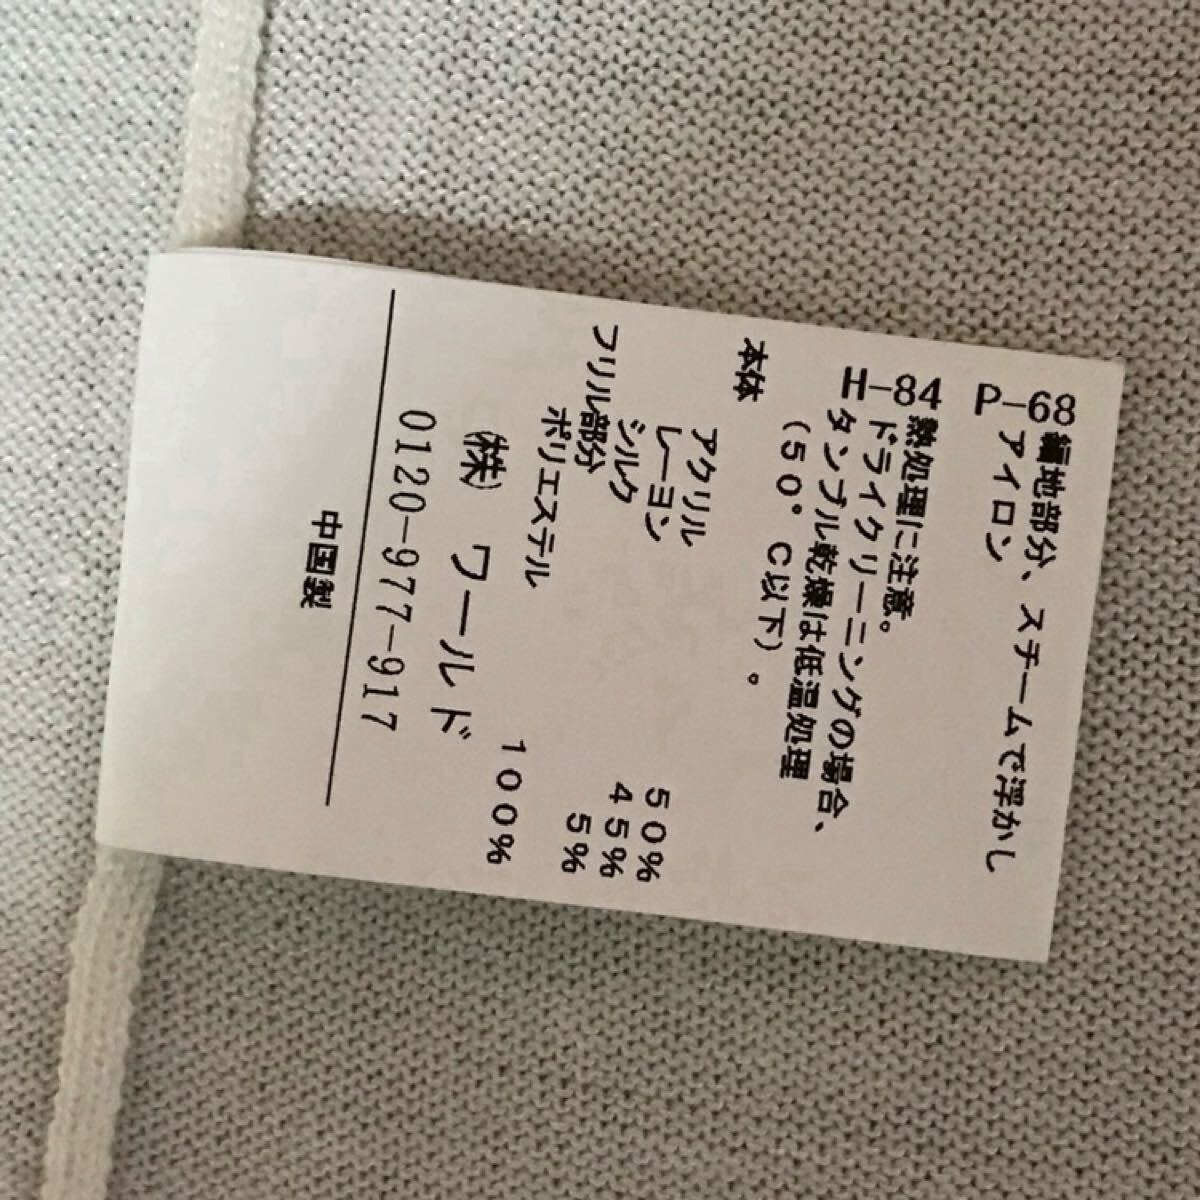 P-68
編地部分、スチームで浮かし
アイロン
H-84
熱処理に注意。
ドライクリーニングの場合、
タンブル乾燥は低温処理
(50°C以下)。
本体
アクリル 50%
レーヨン 45%
シルク 5%
フリル部分
ポリエステル 100%
(株) ワールド
0120-977-917
中国製